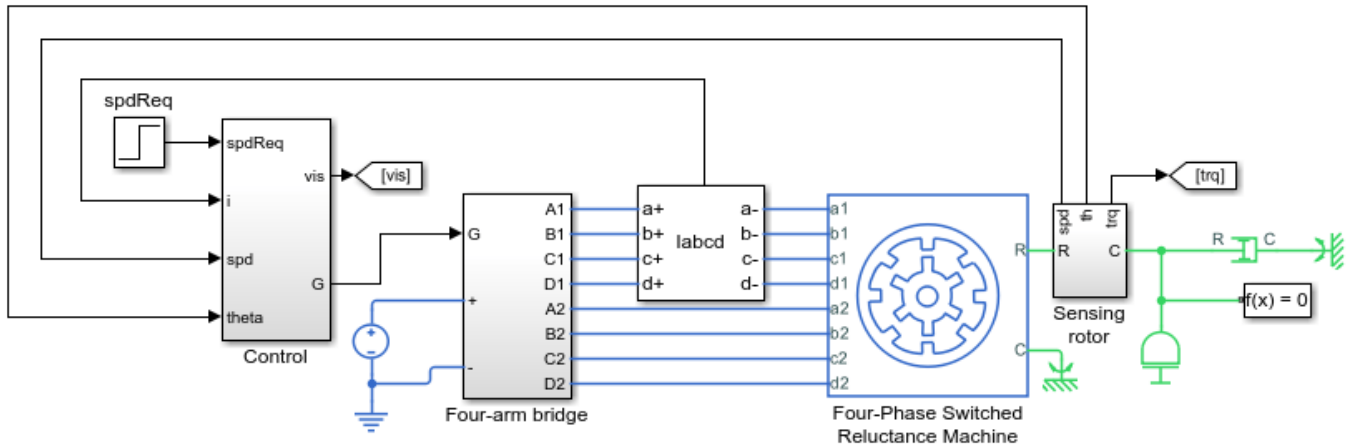 spdReq
spdReq
i
spd
theta
vis
G
Control
[vis]
G
+
-
A1
B1
C1
D1
A2
B2
C2
D2
Four-arm bridge
a+
b+
c+
d+
Iabcd
a-
b-
c-
d-
a1
b1
c1
d1
a2
b2
c2
d2
R
C
Four-Phase Switched
Reluctance Machine
spd
th
trq
R
C
Sensing
rotor
[trq]
R
C
f(x) = 0